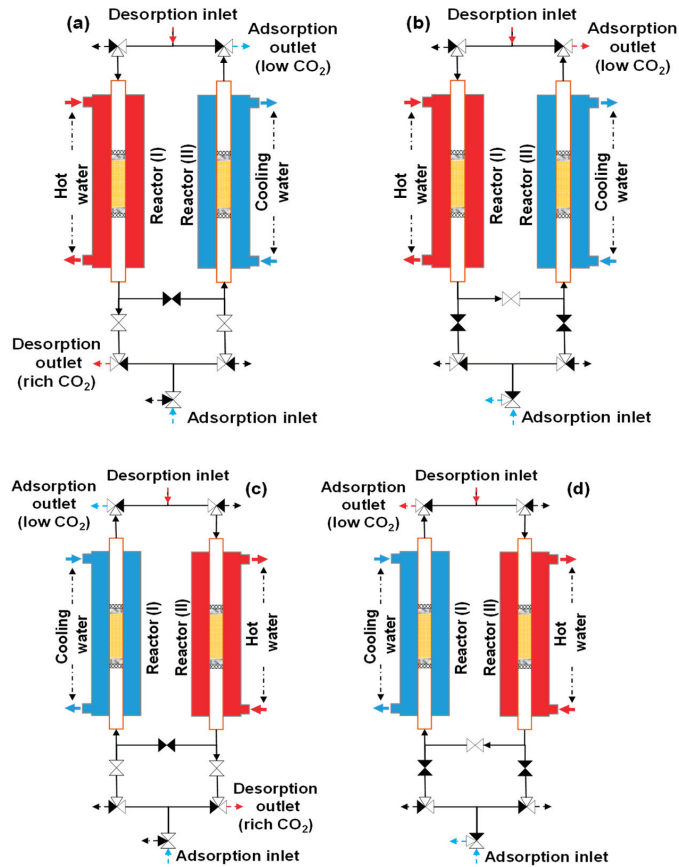 (a)
Desorption inlet
Adsorption
outlet
(low CO₂)
Hot
water
Reactor (I)
Reactor (II)
Cooling
water
Desorption
outlet
(rich CO₂)
Adsorption inlet
(b)
Desorption inlet
Adsorption
outlet
(low CO₂)
Hot
water
Reactor (I)
Reactor (II)
Cooling
water
Adsorption inlet
Desorption inlet
(c)
Adsorption
outlet
(low CO₂)
Cooling
water
Reactor (I)
Reactor (II)
Hot
water
Desorption
outlet
(rich CO₂)
Adsorption inlet
Desorption inlet
(d)
Adsorption
outlet
(low CO₂)
Cooling
water
Reactor (I)
Reactor (II)
Hot
water
Adsorption inlet